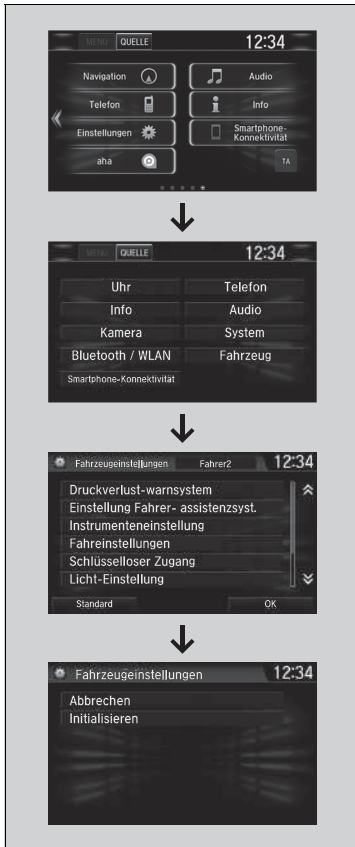 MENU QUELLE 12:34
Navigation Audio
Telefon Info
Einstellungen Smartphone-
Konnektivität
aha TA
MENU QUELLE 12:34
Uhr Telefon
Info Audio
Kamera System
Bluetooth / WLAN Fahrzeug
Smartphone-Konnektivität
Fahrzeugeinstellungen Fahrer2 12:34
Druckverlust-warnsystem
Einstellung Fahrer- assistenzsyst.
Instrumenteneinstellung
Fahreinstellungen
Schlüsselloser Zugang
Licht-Einstellung
Standard OK
Fahrzeugeinstellungen 12:34
Abbrechen
Initialisieren